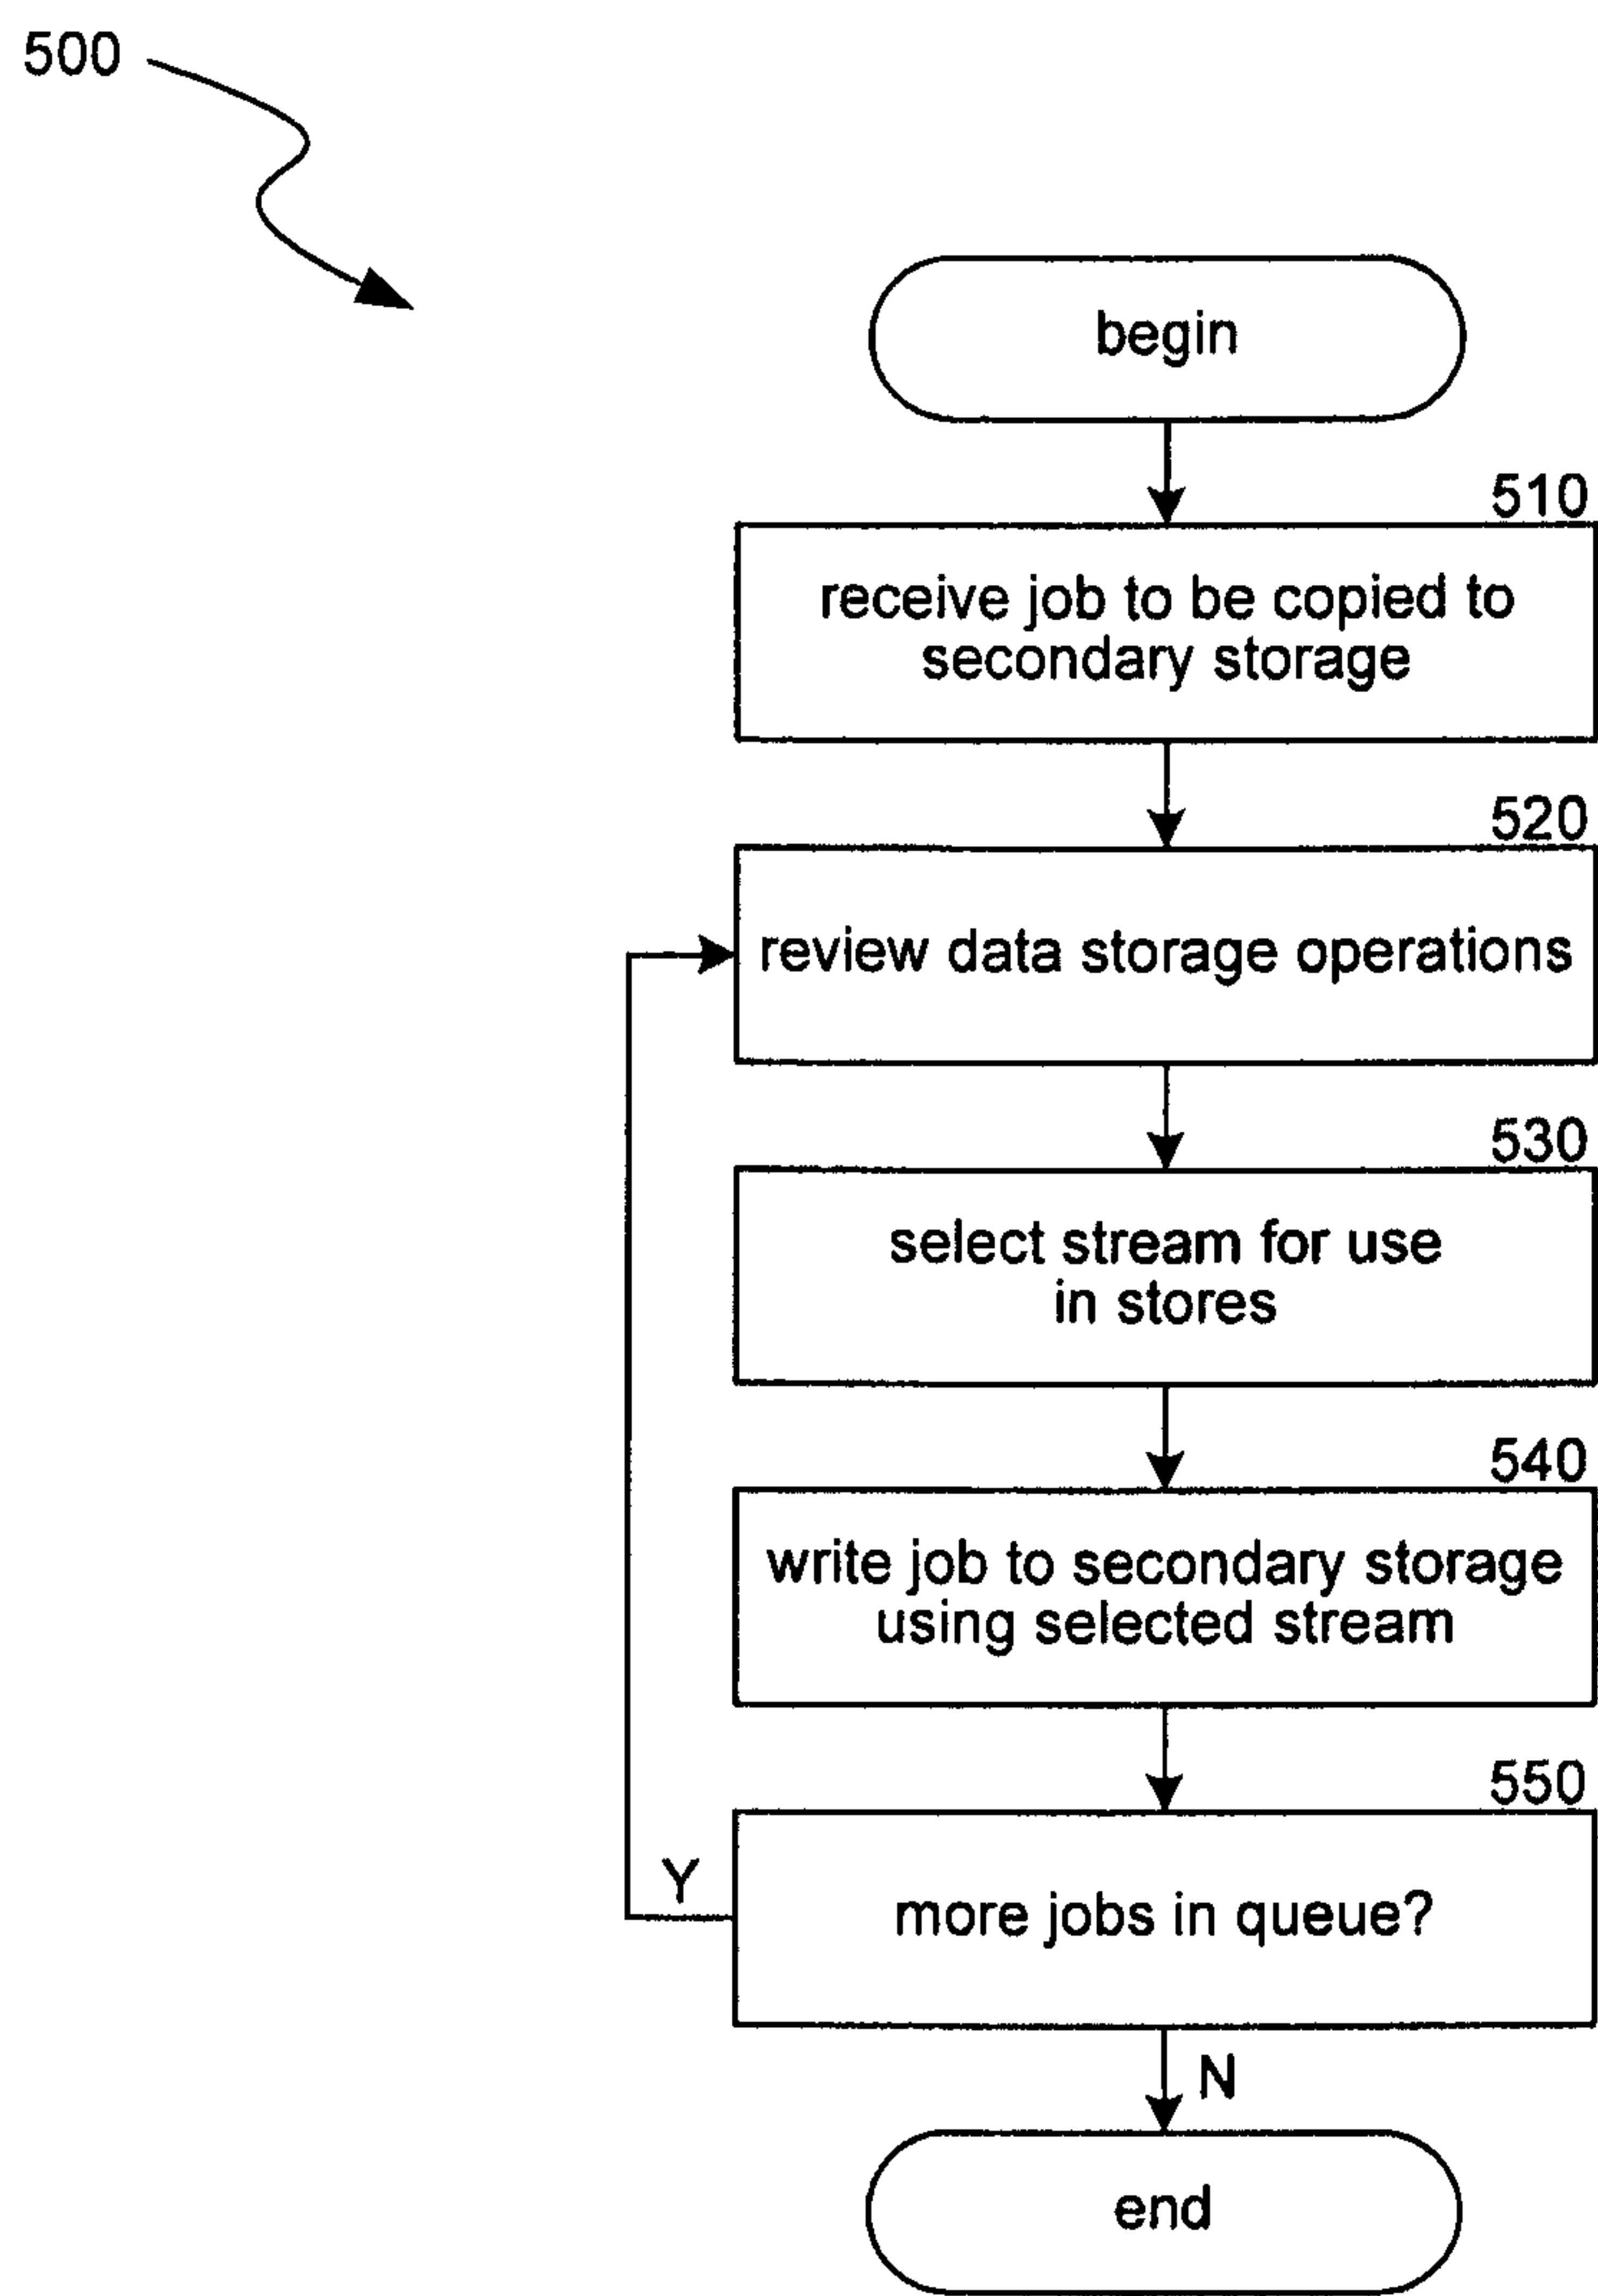 500
begin
510
receive job to be copied to
secondary storage
520
review data storage operations
530
select stream for use
in stores
540
write job to secondary storage
using selected stream
550
Y
more jobs in queue?
N
end